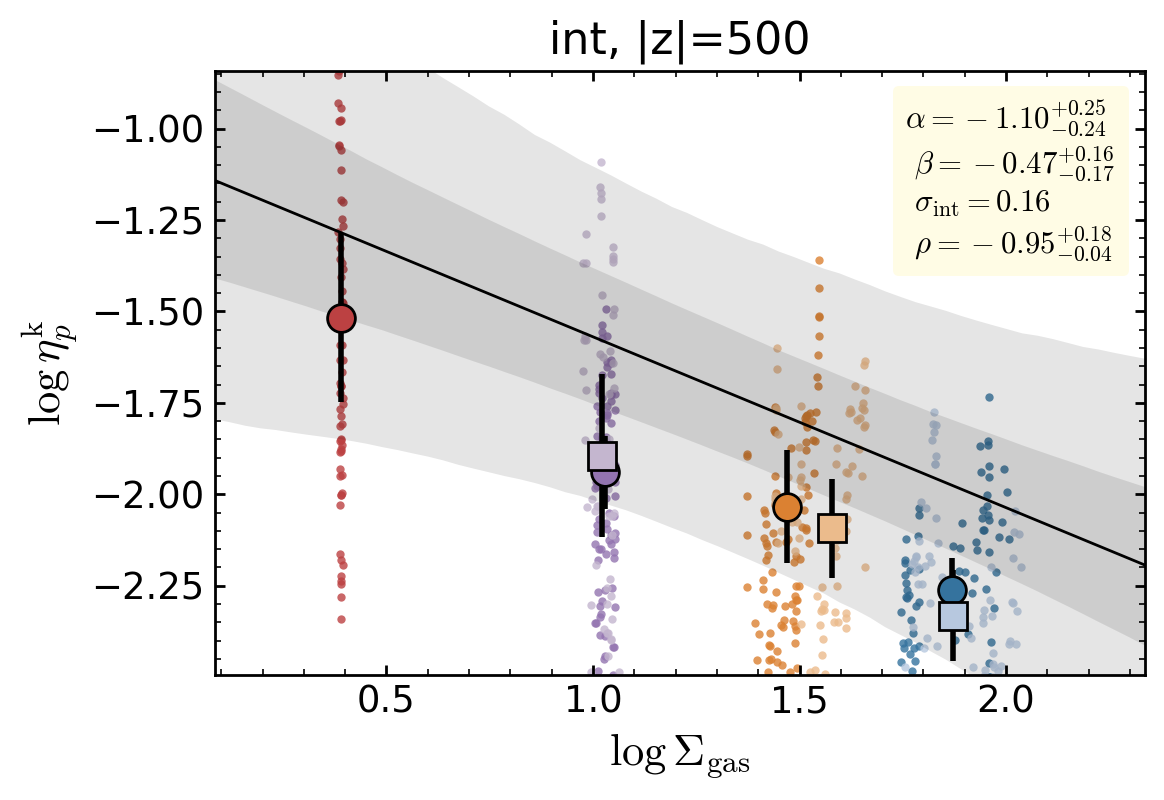 int, |z|=500
α = − 1.10 +0.25 −0.24
β = − 0.47 +0.16 −0.17
σint = 0.16
ρ = − 0.95 +0.18 −0.04
log ηpᵏ
−1.00
−1.25
−1.50
−1.75
−2.00
−2.25
0.5 1.0 1.5 2.0
log Σgas